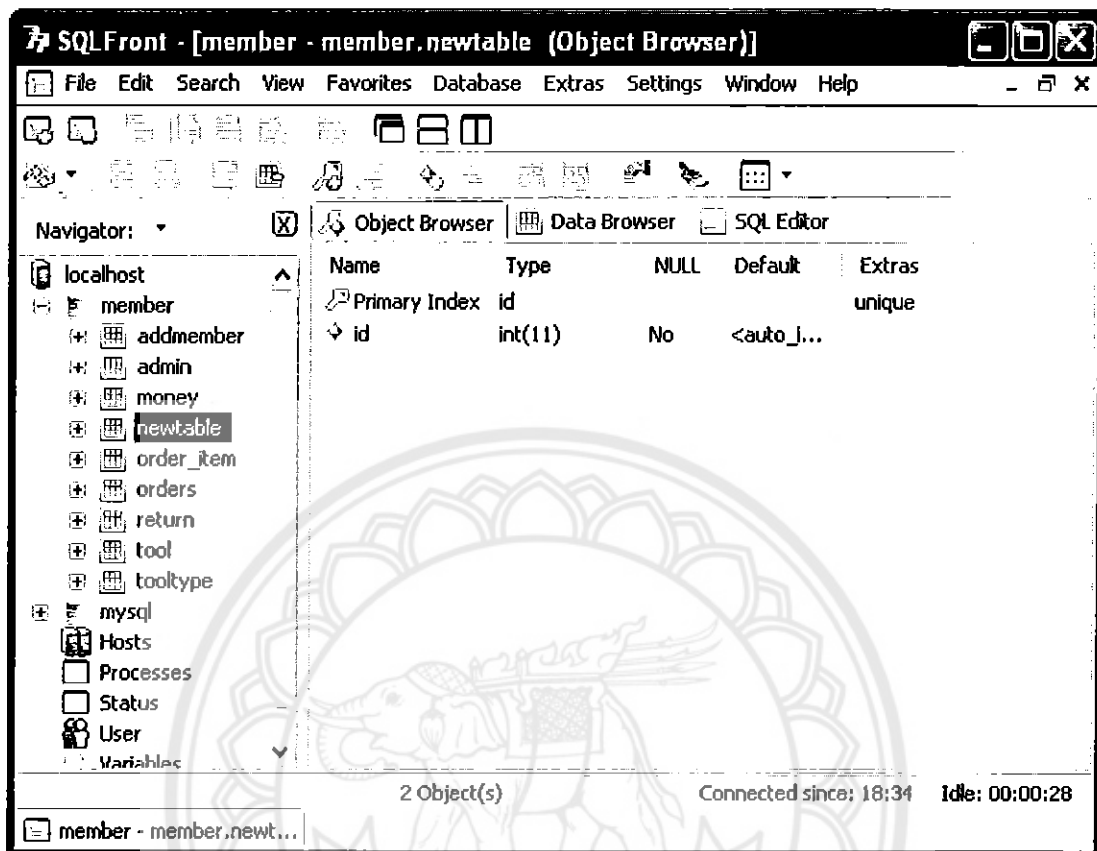 SQLFront - [member - member.newtable (Object Browser)]
File Edit Search View Favorites Database Extras Settings Window Help
Navigator:
Object Browser Data Browser SQL Editor
localhost
member
addmember
admin
money
newtable
order_item
orders
return
tool
tooltype
mysql
Hosts
Processes
Status
User
Variables
Name Type NULL Default Extras
Primary Index id unique
id int(11) No <auto_i...
2 Object(s) Connected since: 18:34 Idle: 00:00:28
member - member.newt...